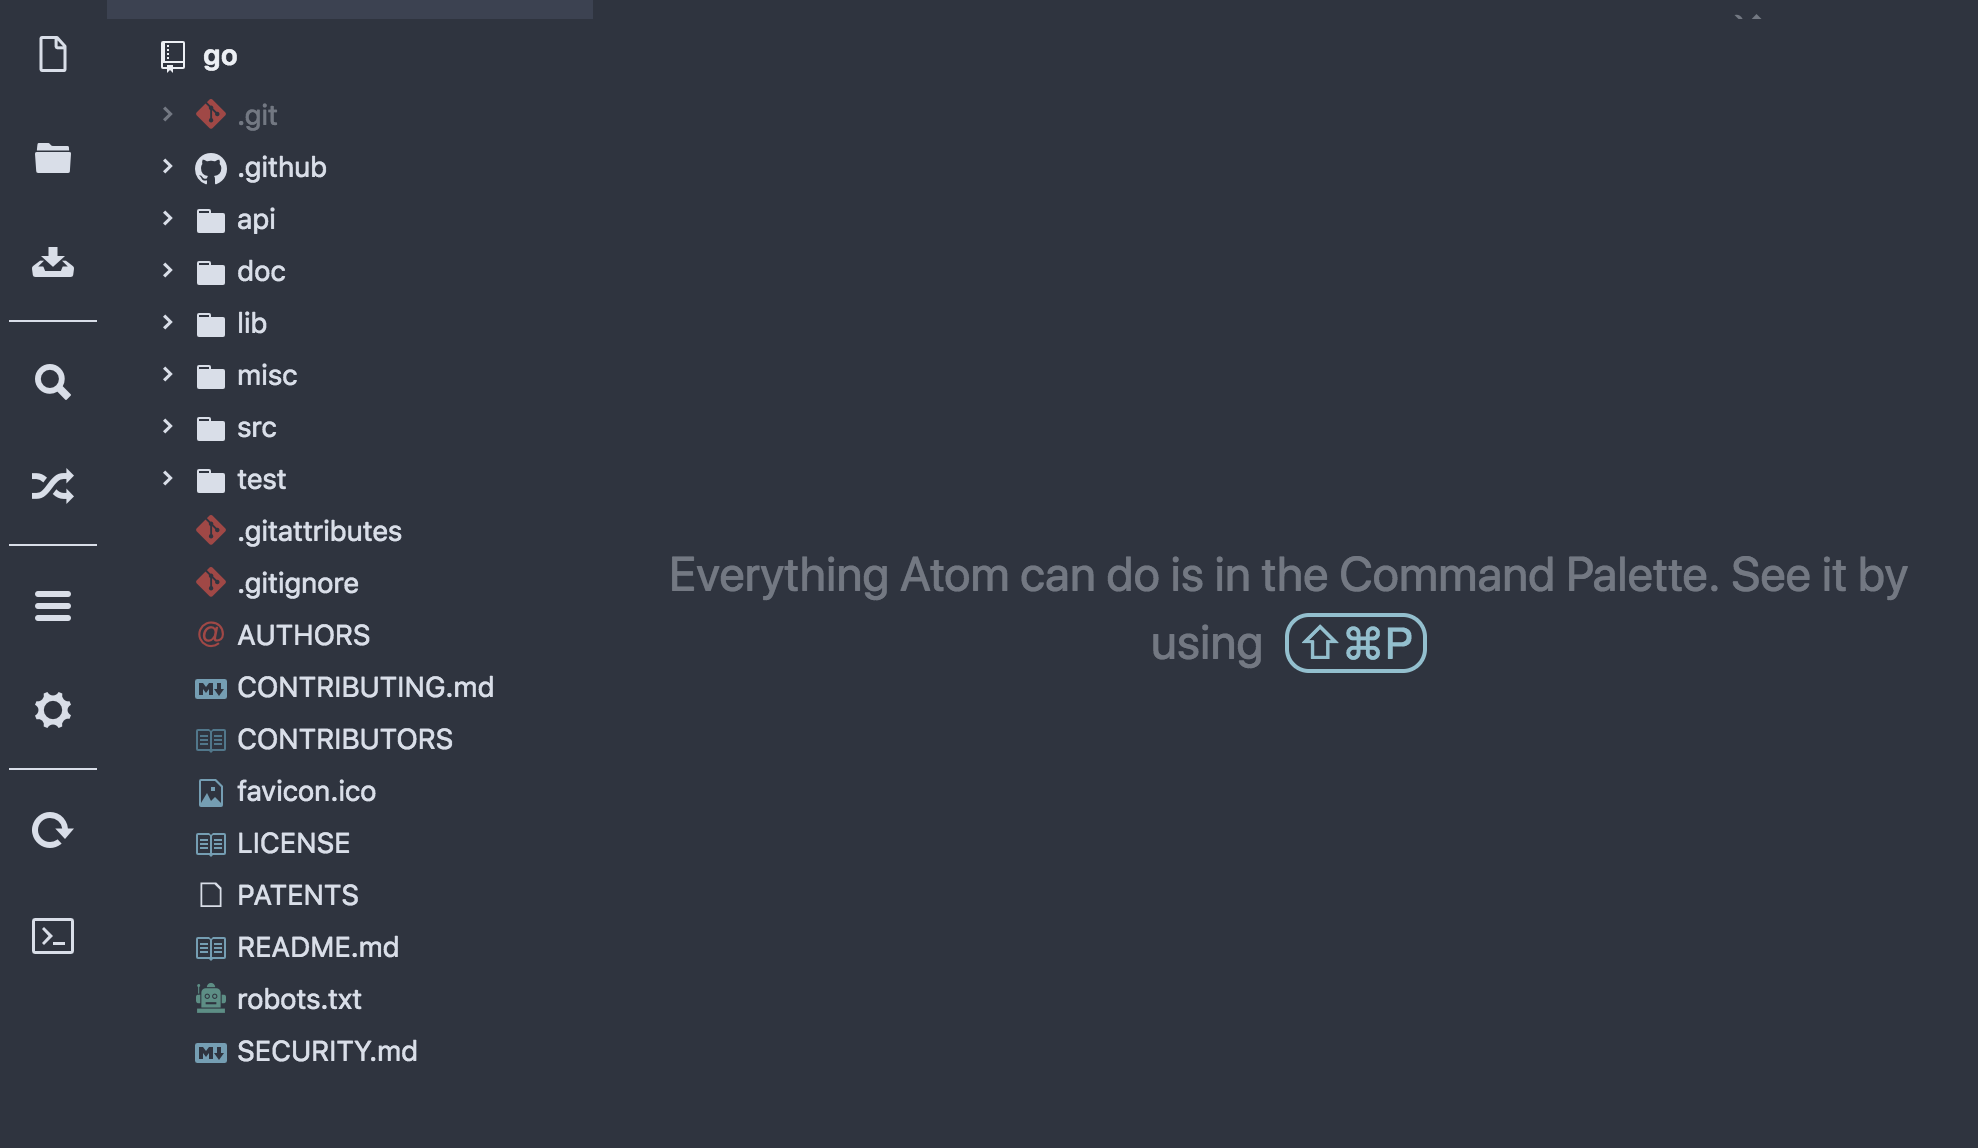 go
.git
.github
api
doc
lib
misc
src
test
.gitattributes
.gitignore
AUTHORS
CONTRIBUTING.md
CONTRIBUTORS
favicon.ico
LICENSE
PATENTS
README.md
robots.txt
SECURITY.md
Everything Atom can do is in the Command Palette. See it by
using ⇧⌘P